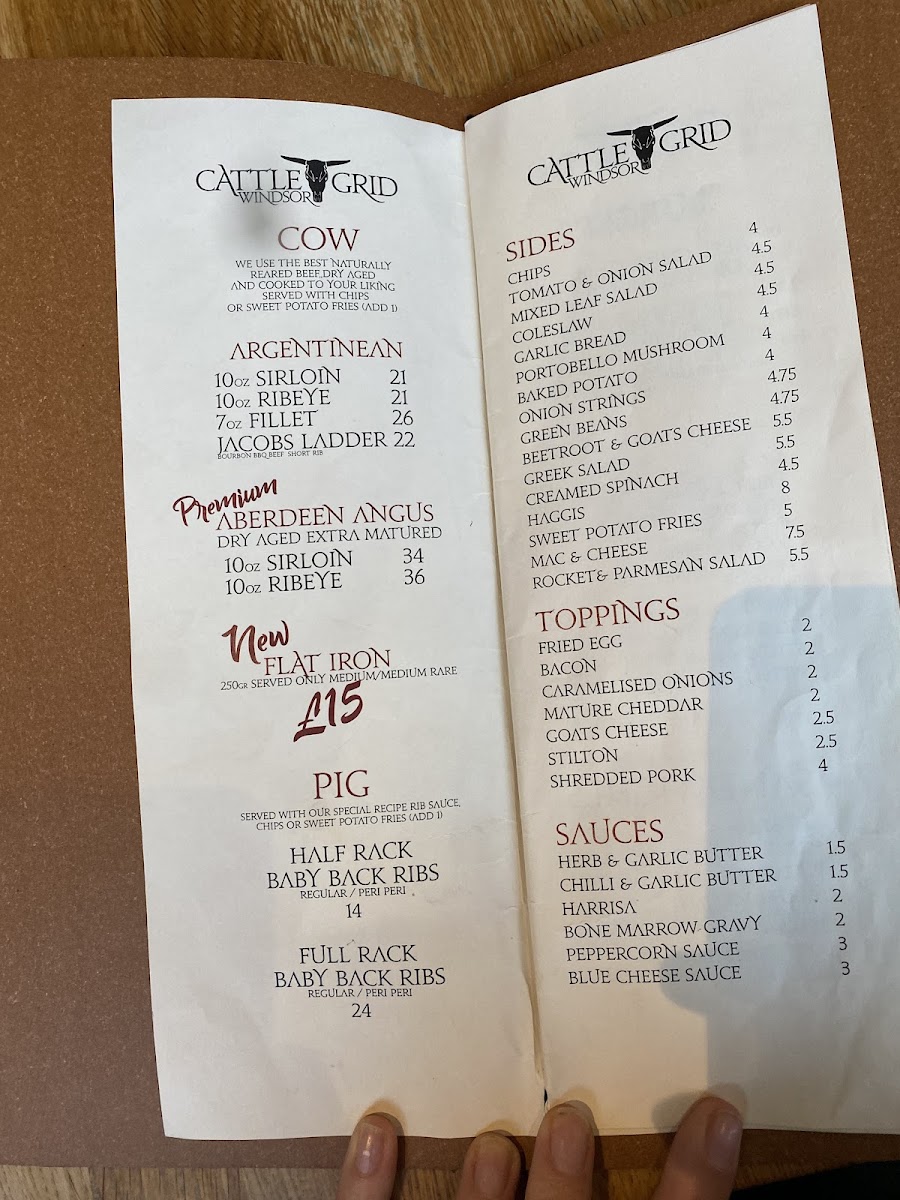 CATTLE GRID
WINDSOR
COW
WE USE THE BEST NATURALLY
REARED BEEF,DRY AGED
AND COOKED TO YOUR LIKING
SERVED WITH CHIPS
OR SWEET POTATO FRIES (ADD 1)
ARGENTINEAN
10OZ SIRLOIN 21
10OZ RIBEYE 21
7OZ FILLET 26
JACOBS LADDER 22
BOURBON BBQ BEEF SHORT RIB
Premium
ABERDEEN ANGUS
DRY AGED EXTRA MATURED
10OZ SIRLOIN 34
10OZ RIBEYE 36
New
FLAT IRON
250GR SERVED ONLY MEDIUM/MEDIUM RARE
£15
PIG
SERVED WITH OUR SPECIAL RECIPE RIB SAUCE,
CHIPS OR SWEET POTATO FRIES (ADD 1)
HALF RACK
BABY BACK RIBS
REGULAR / PERI PERI
14
FULL RACK
BABY BACK RIBS
REGULAR / PERI PERI
24
CATTLE GRID
WINDSOR
SIDES
CHIPS 4
TOMATO & ONION SALAD 4.5
MIXED LEAF SALAD 4.5
COLESLAW 4.5
GARLIC BREAD 4
PORTOBELLO MUSHROOM 4
BAKED POTATO 4
ONION STRINGS 4.75
GREEN BEANS 4.75
BEETROOT & GOATS CHEESE 5.5
GREEK SALAD 5.5
CREAMED SPINACH 4.5
HAGGIS 8
SWEET POTATO FRIES 5
MAC & CHEESE 7.5
ROCKET& PARMESAN SALAD 5.5
TOPPINGS
FRIED EGG 2
BACON 2
CARAMELISED ONIONS 2
MATURE CHEDDAR 2
GOATS CHEESE 2.5
STILTON 2.5
SHREDDED PORK 4
SAUCES
HERB & GARLIC BUTTER 1.5
CHILLI & GARLIC BUTTER 1.5
HARRISA 2
BONE MARROW GRAVY 2
PEPPERCORN SAUCE 3
BLUE CHEESE SAUCE 3